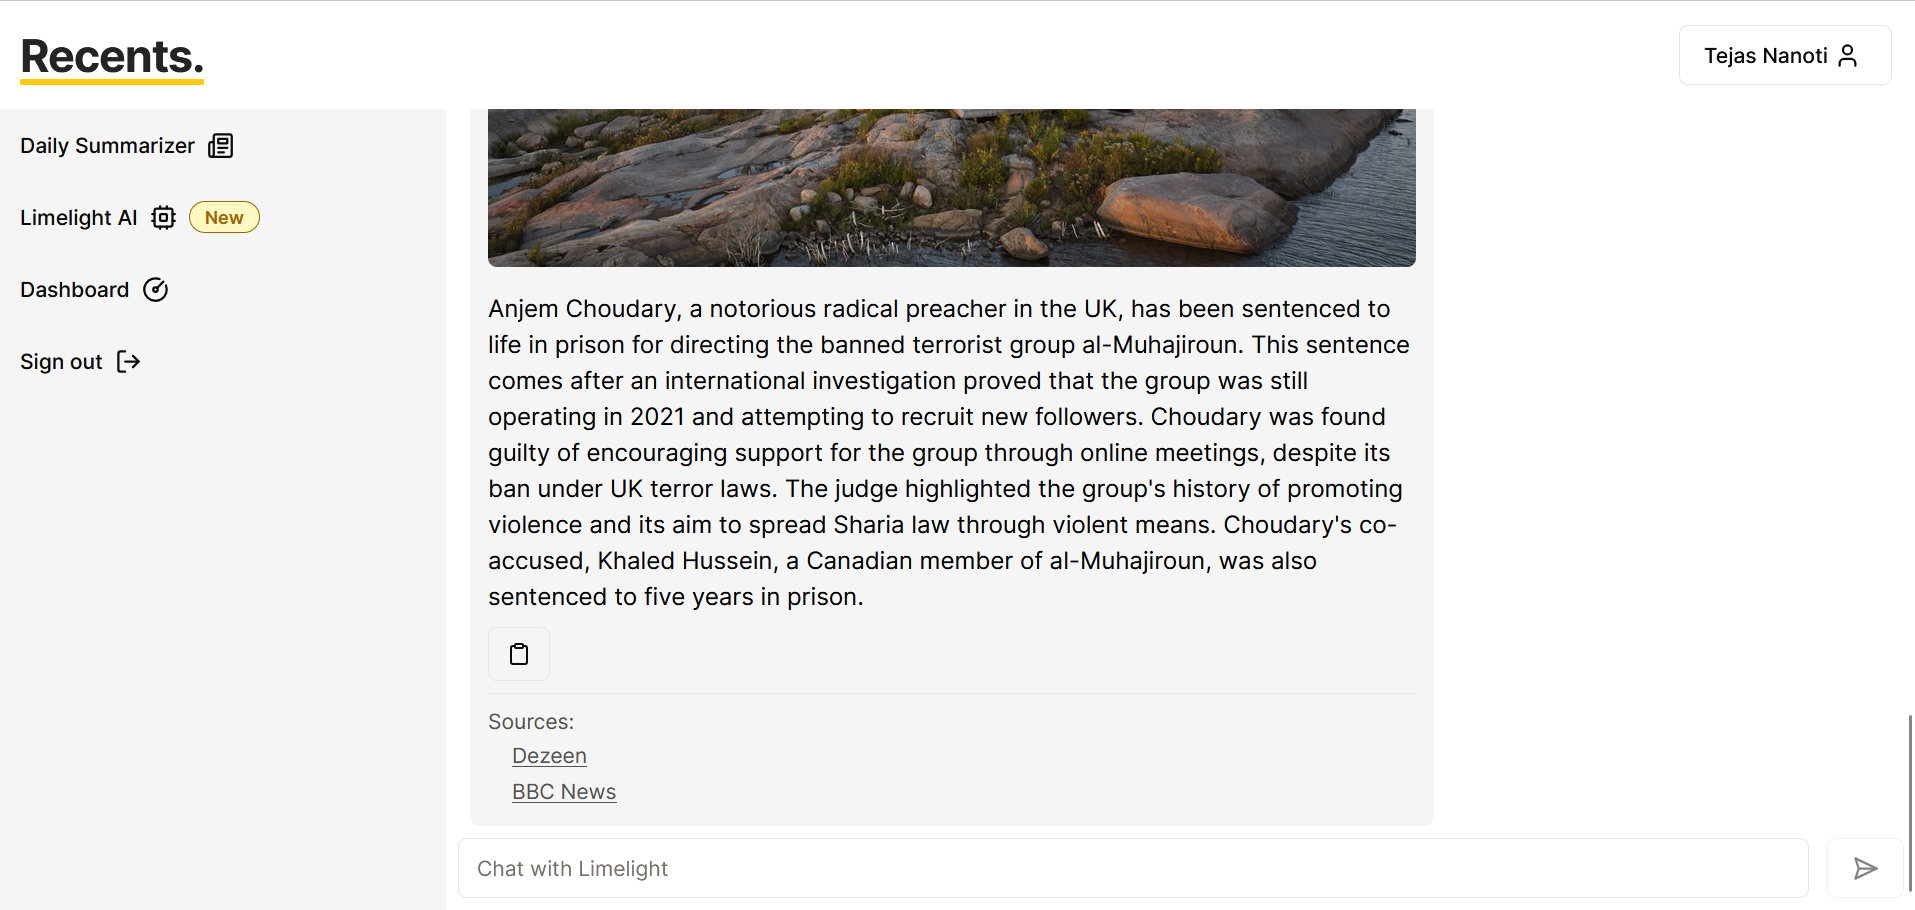 Recents.
Tejas Nanoti
Daily Summarizer
Limelight AI New
Dashboard
Sign out
Anjem Choudary, a notorious radical preacher in the UK, has been sentenced to
life in prison for directing the banned terrorist group al-Muhajiroun. This sentence
comes after an international investigation proved that the group was still
operating in 2021 and attempting to recruit new followers. Choudary was found
guilty of encouraging support for the group through online meetings, despite its
ban under UK terror laws. The judge highlighted the group's history of promoting
violence and its aim to spread Sharia law through violent means. Choudary's co-
accused, Khaled Hussein, a Canadian member of al-Muhajiroun, was also
sentenced to five years in prison.
Sources:
Dezeen
BBC News
Chat with Limelight